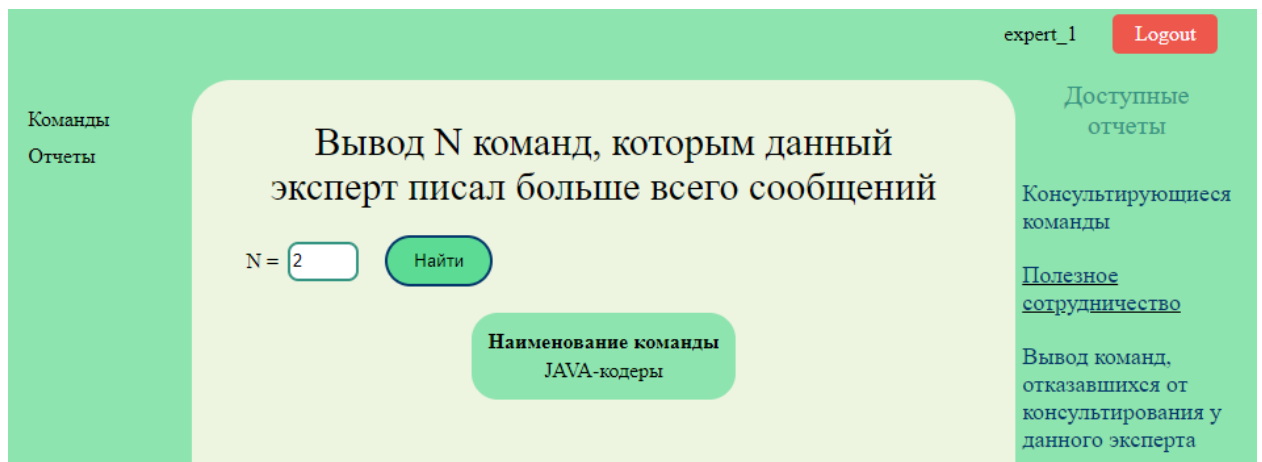 expert_1
Logout
Команды
Отчеты
Вывод N команд, которым данный
эксперт писал больше всего сообщений
N = 2
Найти
Наименование команды
JAVA-кодеры
Доступные
отчеты
Консультирующиеся
команды
Полезное
сотрудничество
Вывод команд,
отказавшихся от
консультирования у
данного эксперта